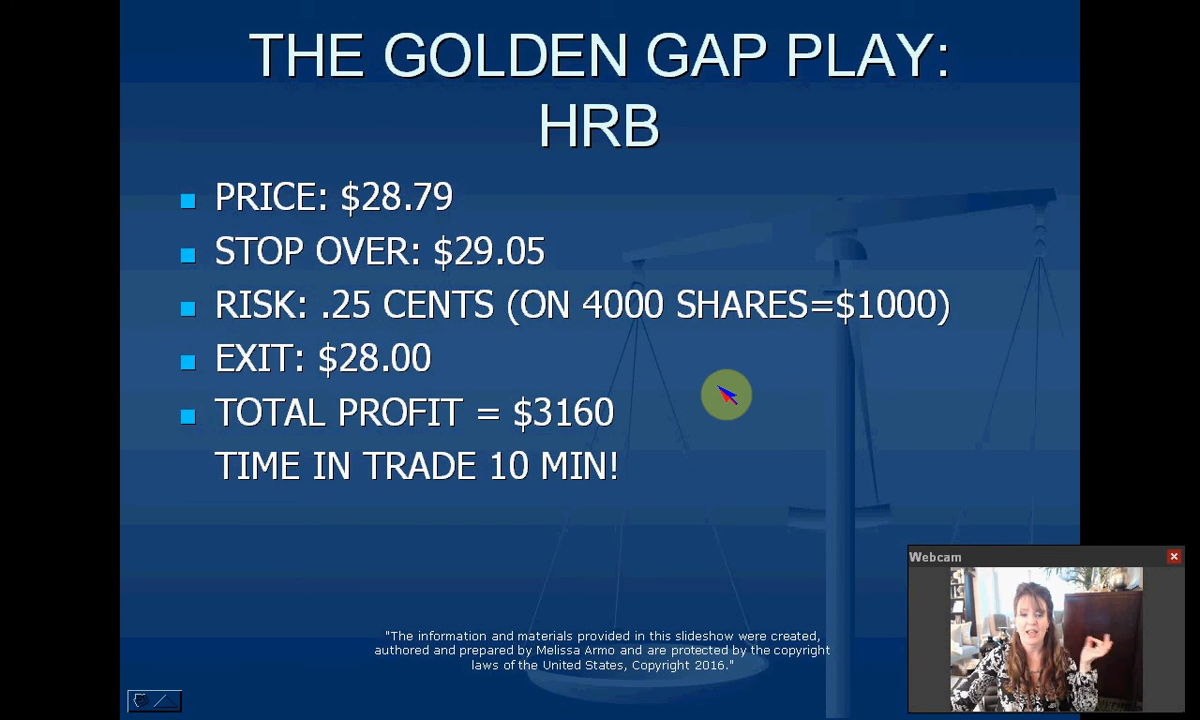 THE GOLDEN GAP PLAY:
HRB
PRICE: $28.79
STOP OVER: $29.05
RISK: .25 CENTS (ON 4000 SHARES=$1000)
EXIT: $28.00
TOTAL PROFIT = $3160
TIME IN TRADE 10 MIN!
Webcam
"The information and materials provided in this slideshow were created,
authored and prepared by Melissa Armo and are protected by the copyright
laws of the United States, Copyright 2016."